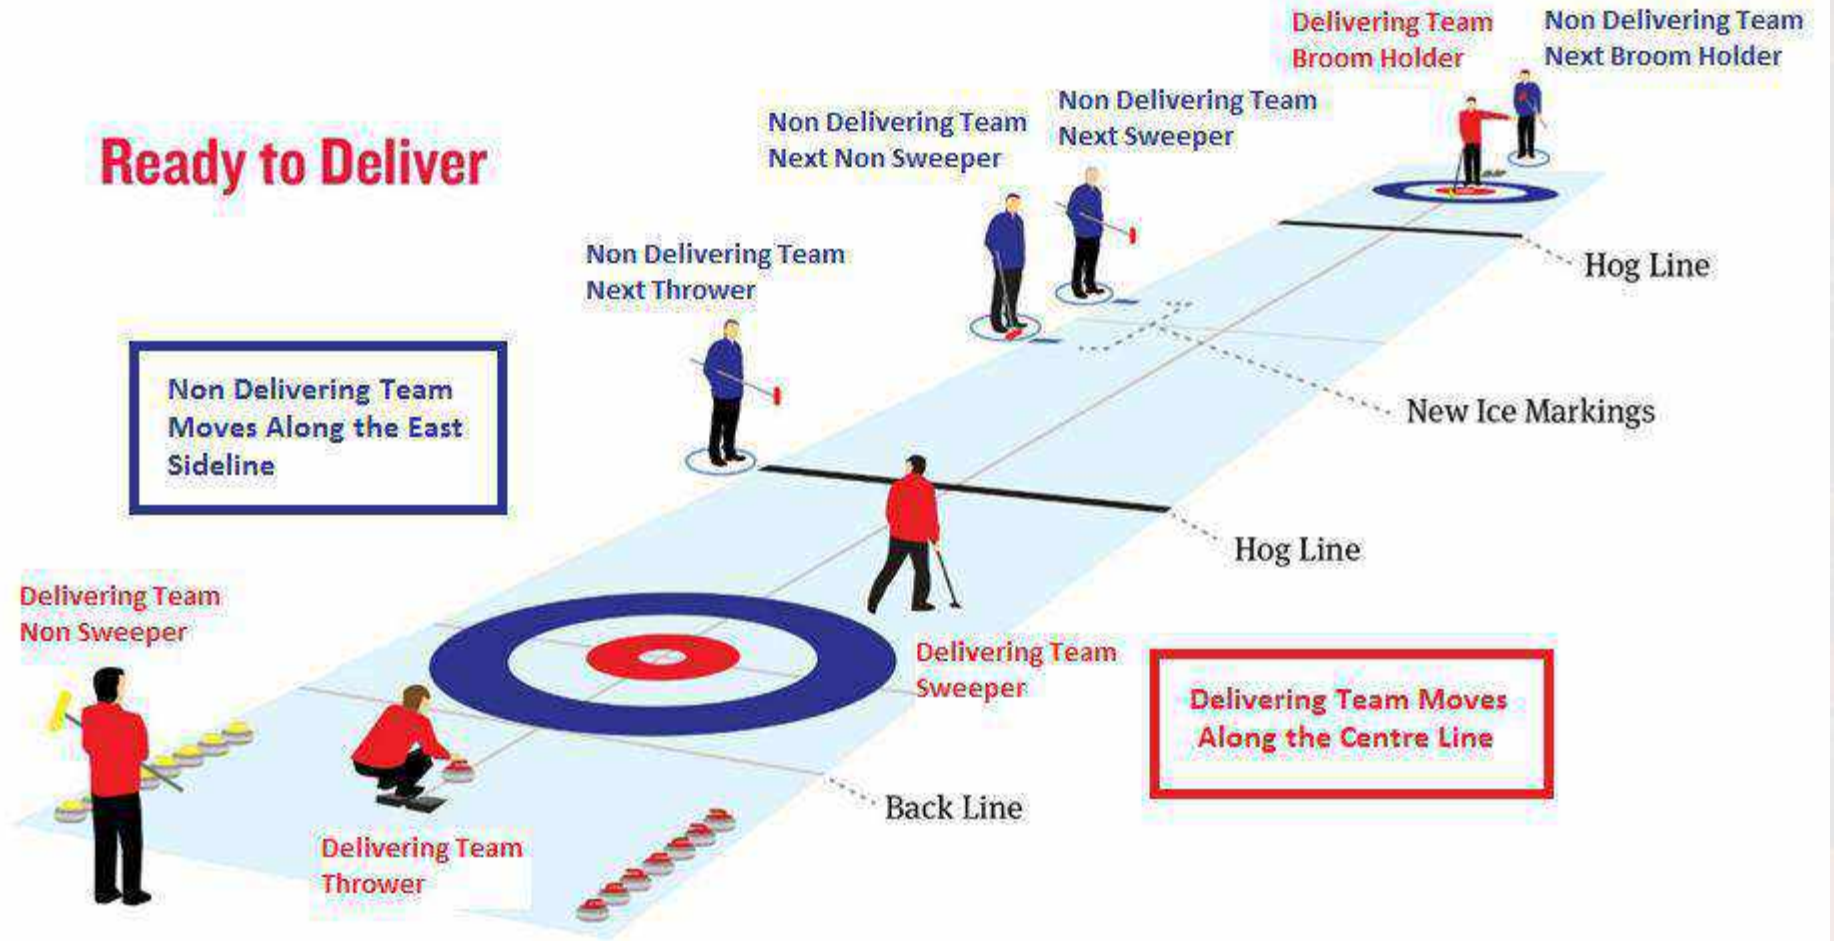 Delivering Team
Broom Holder
Non Delivering Team
Next Broom Holder
Non Delivering Team
Next Sweeper
Non Delivering Team
Next Non Sweeper
Ready to Deliver
Non Delivering Team
Next Thrower
Hog Line
Non Delivering Team
Moves Along the East
Sideline
New Ice Markings
Hog Line
Delivering Team
Non Sweeper
Delivering Team
Sweeper
Delivering Team Moves
Along the Centre Line
Back Line
Delivering Team
Thrower